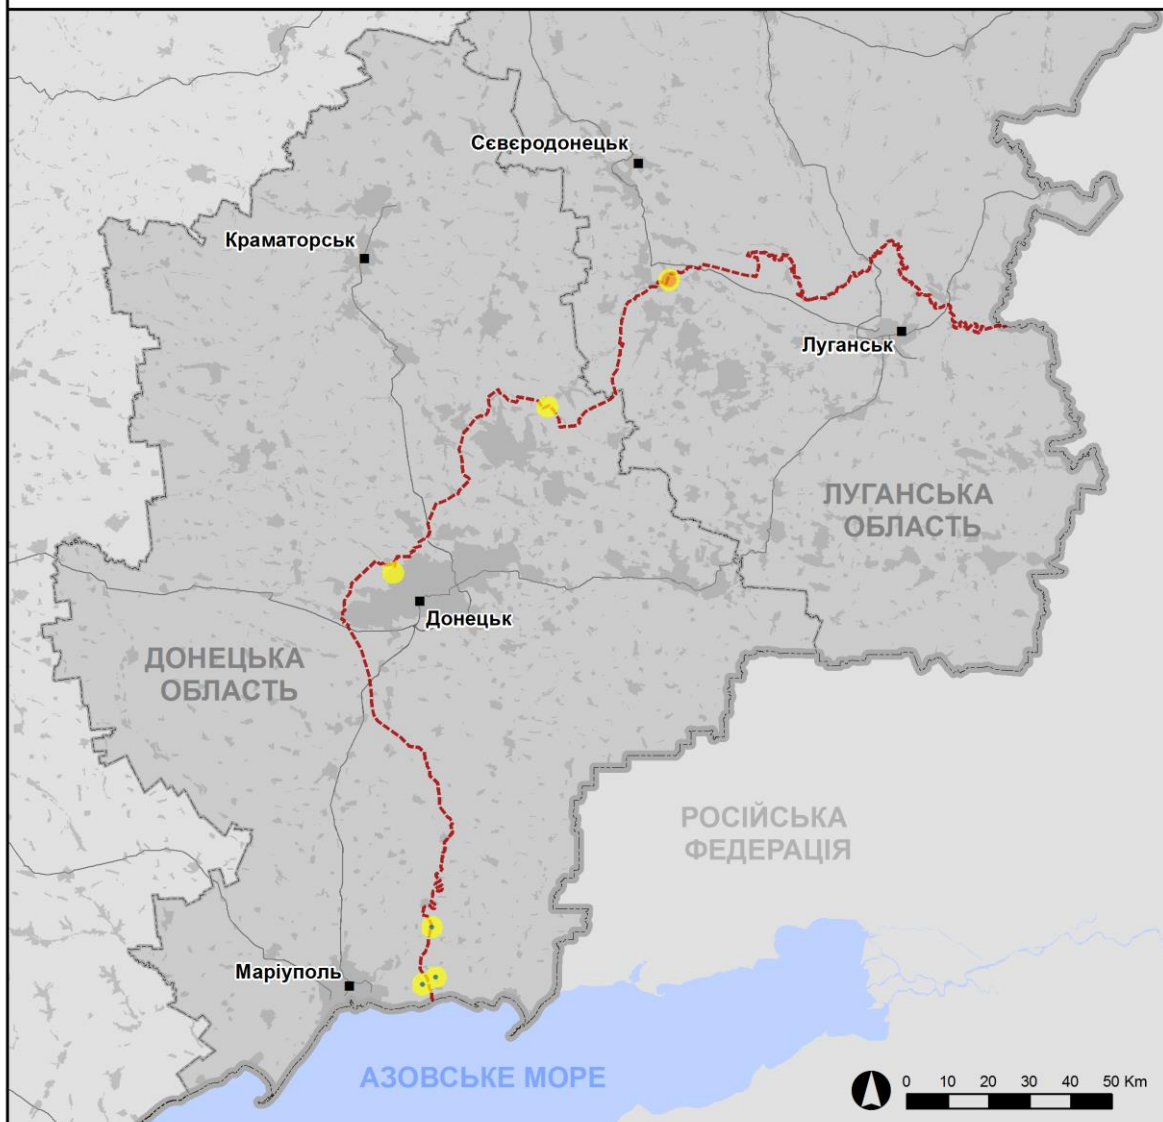 Сєвєродонецьк
Краматорськ
Луганськ
ЛУГАНСЬКА
ОБЛАСТЬ
Донецьк
ДОНЕЦЬКА
ОБЛАСТЬ
РОСІЙСЬКА
ФЕДЕРАЦІЯ
Маріуполь
АЗОВСЬКЕ МОРЕ
0 10 20 30 40 50 Km